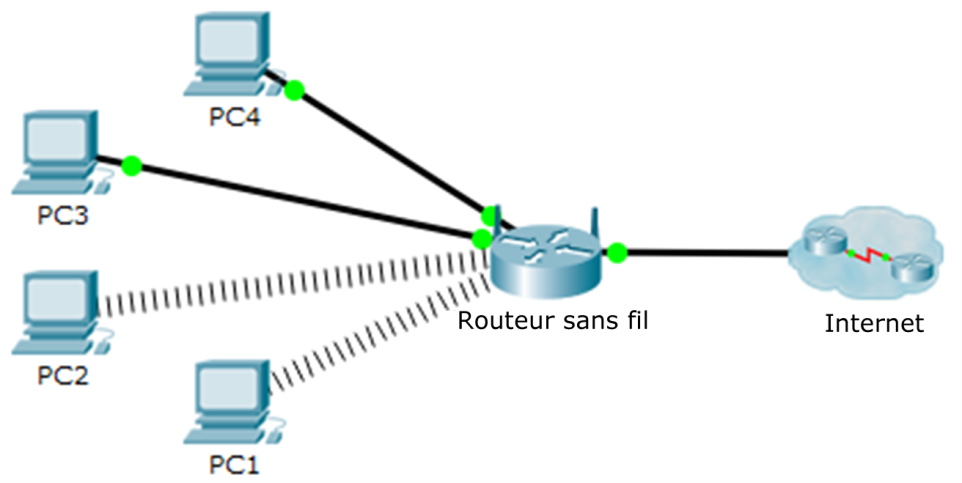 PC4
PC3
PC2
PC1
Routeur sans fil
Internet